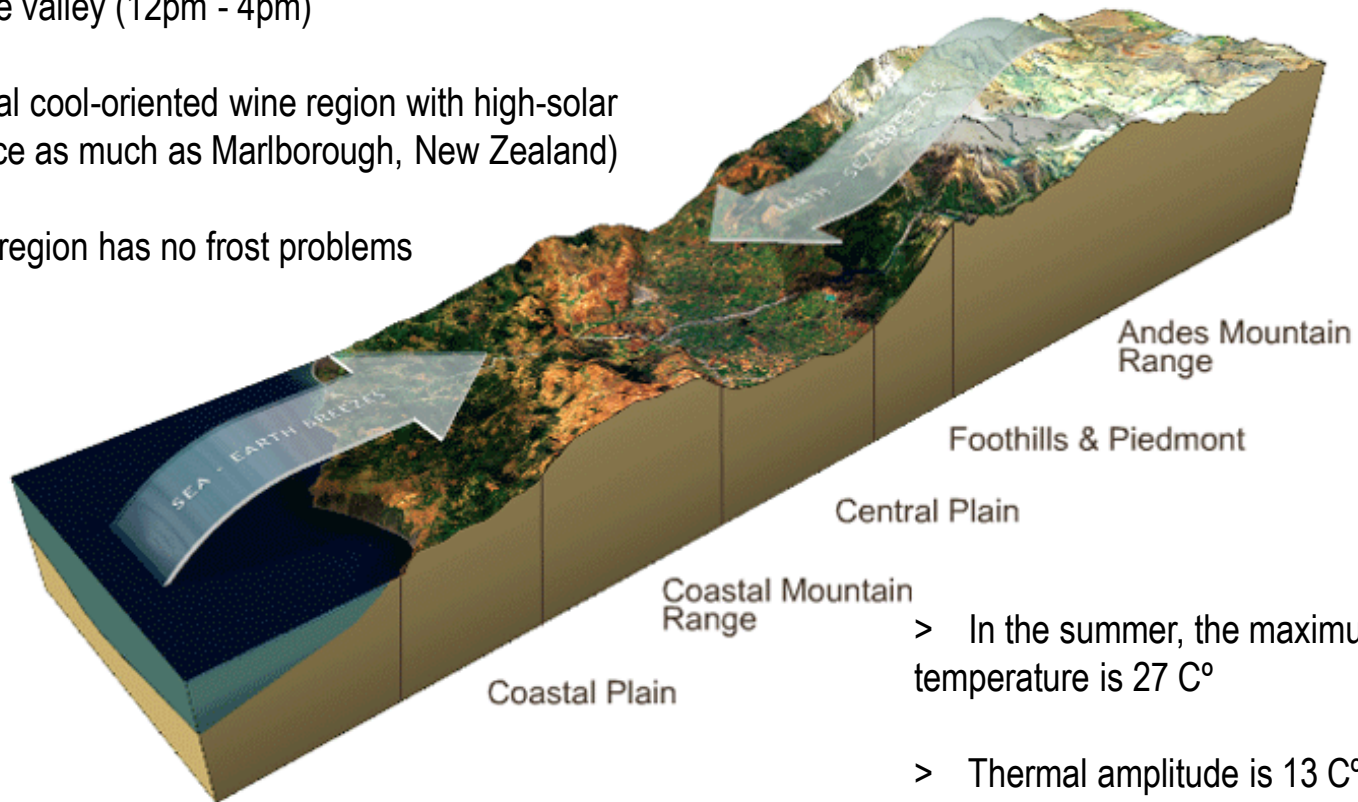 e valley (12pm - 4pm)
al cool-oriented wine region with high-solar
ce as much as Marlborough, New Zealand)
region has no frost problems
SEA - EARTH BREEZES
Andes Mountain
Range
Foothills & Piedmont
Central Plain
Coastal Mountain
Range
Coastal Plain
> In the summer, the maximu
temperature is 27 Cº
> Thermal amplitude is 13 Cº